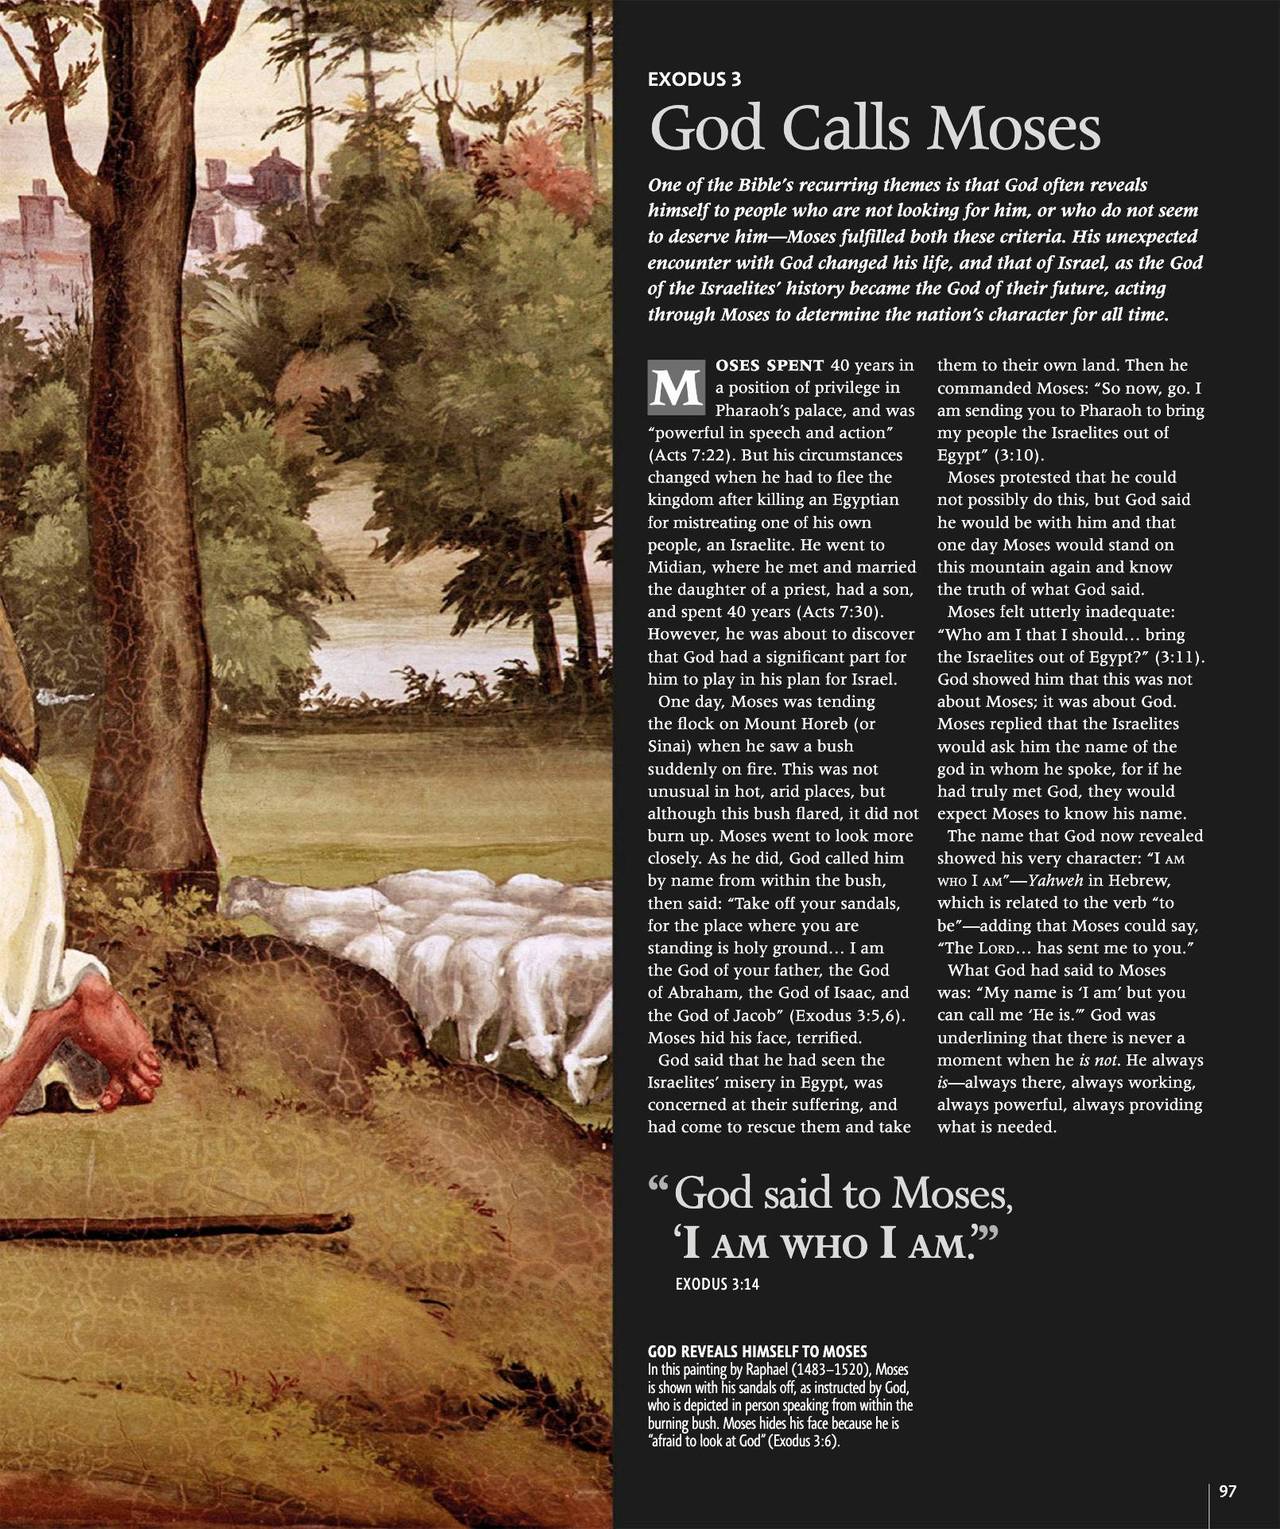 EXODUS 3
God Calls Moses
One of the Bible's recurring themes is that God often reveals
himself to people who are not looking for him, or who do not seem
to deserve him—Moses fulfilled both these criteria. His unexpected
encounter with God changed his life, and that of Israel, as the God
of the Israelites' history became the God of their future, acting
through Moses to determine the nation's character for all time.
MOSES SPENT 40 years in
a position of privilege in
Pharaoh's palace, and was
“powerful in speech and action”
(Acts 7:22). But his circumstances
changed when he had to flee the
kingdom after killing an Egyptian
for mistreating one of his own
people, an Israelite. He went to
Midian, where he met and married
the daughter of a priest, had a son,
and spent 40 years (Acts 7:30).
However, he was about to discover
that God had a significant part for
him to play in his plan for Israel.
One day, Moses was tending
the flock on Mount Horeb (or
Sinai) when he saw a bush
suddenly on fire. This was not
unusual in hot, arid places, but
although this bush flared, it did not
burn up. Moses went to look more
closely. As he did, God called him
by name from within the bush,
then said: “Take off your sandals,
for the place where you are
standing is holy ground... I am
the God of your father, the God
of Abraham, the God of Isaac, and
the God of Jacob” (Exodus 3:5,6).
Moses hid his face, terrified.
God said that he had seen the
Israelites' misery in Egypt, was
concerned at their suffering, and
had come to rescue them and take
them to their own land. Then he
commanded Moses: “So now, go. I
am sending you to Pharaoh to bring
my people the Israelites out of
Egypt” (3:10).
Moses protested that he could
not possibly do this, but God said
he would be with him and that
one day Moses would stand on
this mountain again and know
the truth of what God said.
Moses felt utterly inadequate:
“Who am I that I should... bring
the Israelites out of Egypt?” (3:11).
God showed him that this was not
about Moses; it was about God.
Moses replied that the Israelites
would ask him the name of the
god in whom he spoke, for if he
had truly met God, they would
expect Moses to know his name.
The name that God now revealed
showed his very character: “I AM
WHO I AM”—Yahweh in Hebrew,
which is related to the verb “to
be”—adding that Moses could say,
“The LORD... has sent me to you.”
What God had said to Moses
was: “My name is ‘I am’ but you
can call me ‘He is.’” God was
underlining that there is never a
moment when he is not. He always
is—always there, always working,
always powerful, always providing
what is needed.
“God said to Moses,
‘I AM WHO I AM.’”
EXODUS 3:14
GOD REVEALS HIMSELF TO MOSES
In this painting by Raphael (1483–1520), Moses
is shown with his sandals off, as instructed by God,
who is depicted in person speaking from within the
burning bush. Moses hides his face because he is
“afraid to look at God” (Exodus 3:6).
97